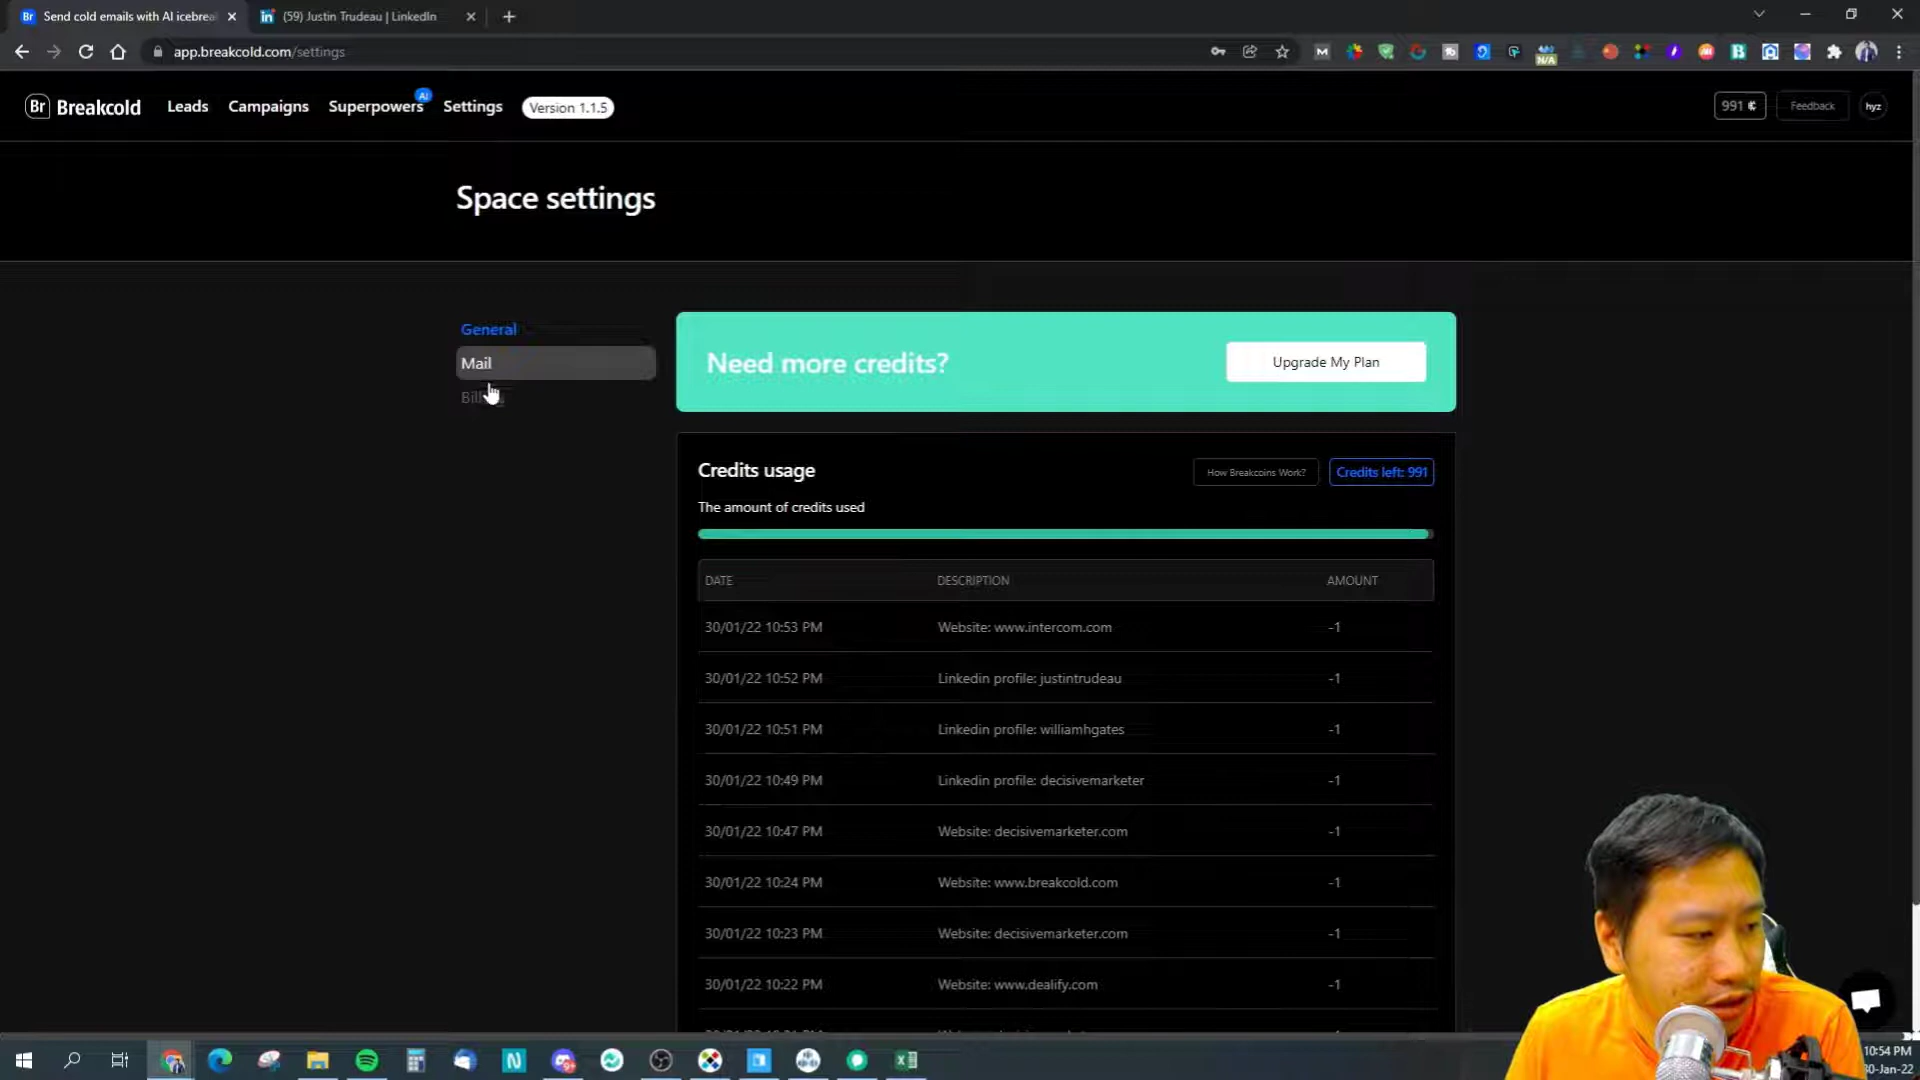 Send cold emails with AI icebrea
(59) Justin Trudeau | LinkedIn
app.breakcold.com/settings
N/A
Br Breakcold
Leads
Campaigns
Superpowers
AI
Settings
Version 1.1.5
991
Feedback
hyz
Space settings
General
Mail
Need more credits?
Upgrade My Plan
Credits usage
How Breakcoins Work?
Credits left: 991
The amount of credits used
DATE DESCRIPTION AMOUNT
30/01/22 10:53 PM Website: www.intercom.com -1
30/01/22 10:52 PM Linkedin profile: justintrudeau -1
30/01/22 10:51 PM Linkedin profile: williamhgates -1
30/01/22 10:49 PM Linkedin profile: decisivemarketer -1
30/01/22 10:47 PM Website: decisivemarketer.com -1
30/01/22 10:24 PM Website: www.breakcold.com -1
30/01/22 10:23 PM Website: decisivemarketer.com -1
30/01/22 10:22 PM Website: www.dealify.com -1
10:54 PM
30-Jan-22